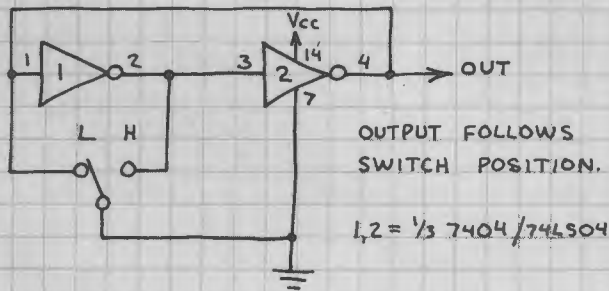 Vcc
1 1 2 3 2 14 4 OUT
7
L H
OUTPUT FOLLOWS
SWITCH POSITION.
1,2 = 1/3 7404/74LS04